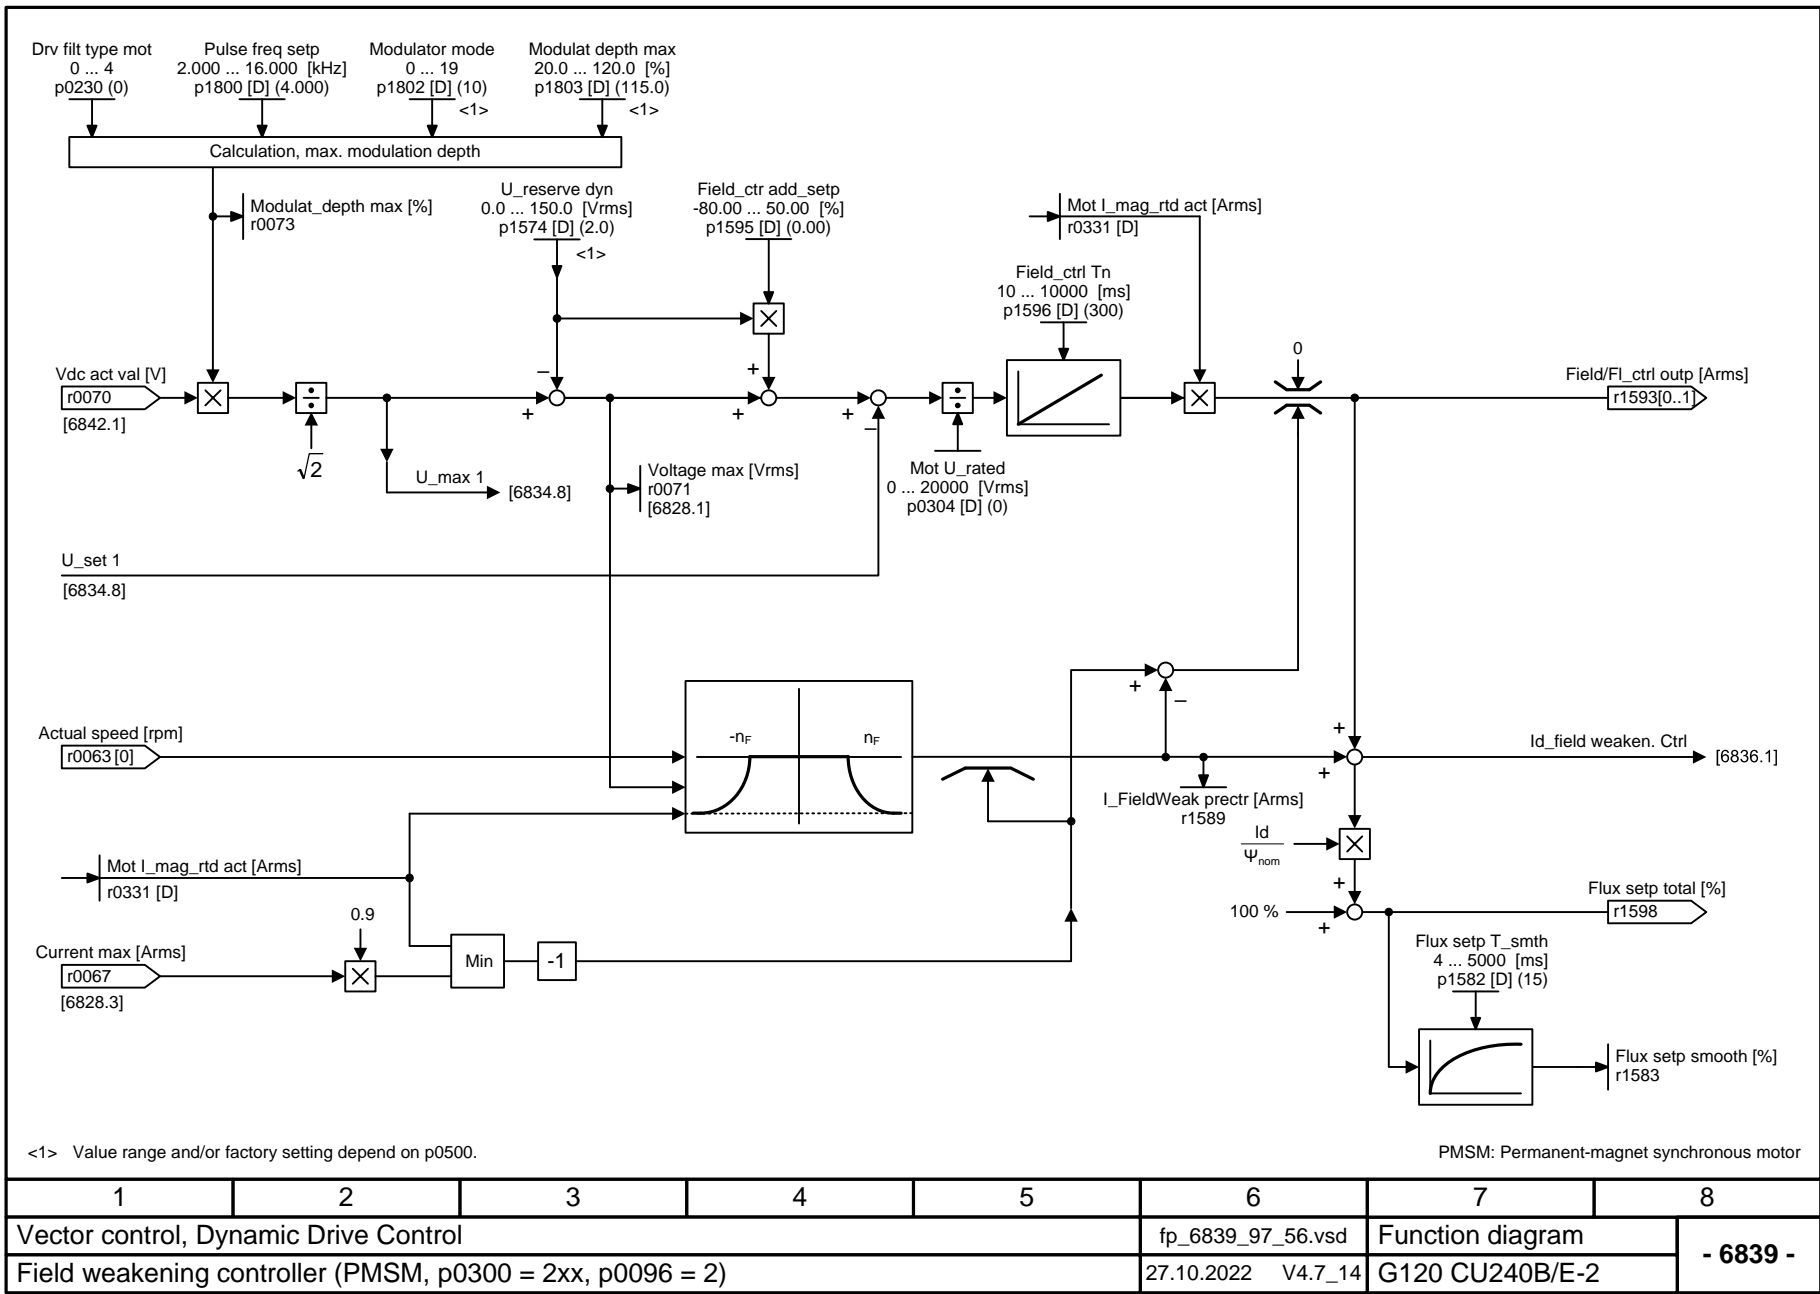 Drv filt type mot
0 ... 4
p0230 (0)
Pulse freq setp
2.000 ... 16.000 [kHz]
p1800 [D] (4.000)
Modulator mode
0 ... 19
p1802 [D] (10)
<1>
Modulat depth max
20.0 ... 120.0 [%]
p1803 [D] (115.0)
<1>
Calculation, max. modulation depth
Modulat_depth max [%]
r0073
U_reserve dyn
0.0 ... 150.0 [Vrms]
p1574 [D] (2.0)
<1>
Field_ctr add_setp
-80.00 ... 50.00 [%]
p1595 [D] (0.00)
Mot I_mag_rtd act [Arms]
r0331 [D]
Field_ctrl Tn
10 ... 10000 [ms]
p1596 [D] (300)
0
Vdc act val [V]
r0070
[6842.1]
×
÷
√2
U_max 1
[6834.8]
–
+
×
+
+
+
–
÷
Mot U_rated
0 ... 20000 [Vrms]
p0304 [D] (0)
×
Field/Fl_ctrl outp [Arms]
r1593[0..1]
Voltage max [Vrms]
r0071
[6828.1]
U_set 1
[6834.8]
+
–
Actual speed [rpm]
r0063 [0]
-nF
nF
+
+
Id_field weaken. Ctrl
[6836.1]
I_FieldWeak prectr [Arms]
r1589
Id
Ψnom
×
Mot I_mag_rtd act [Arms]
r0331 [D]
0.9
Current max [Arms]
r0067
[6828.3]
×
Min
-1
+
100 %
+
Flux setp total [%]
r1598
Flux setp T_smth
4 ... 5000 [ms]
p1582 [D] (15)
Flux setp smooth [%]
r1583
<1> Value range and/or factory setting depend on p0500.
PMSM: Permanent-magnet synchronous motor
1 2 3 4 5 6 7 8
Vector control, Dynamic Drive Control
fp_6839_97_56.vsd
Function diagram
- 6839 -
Field weakening controller (PMSM, p0300 = 2xx, p0096 = 2)
27.10.2022 V4.7_14
G120 CU240B/E-2